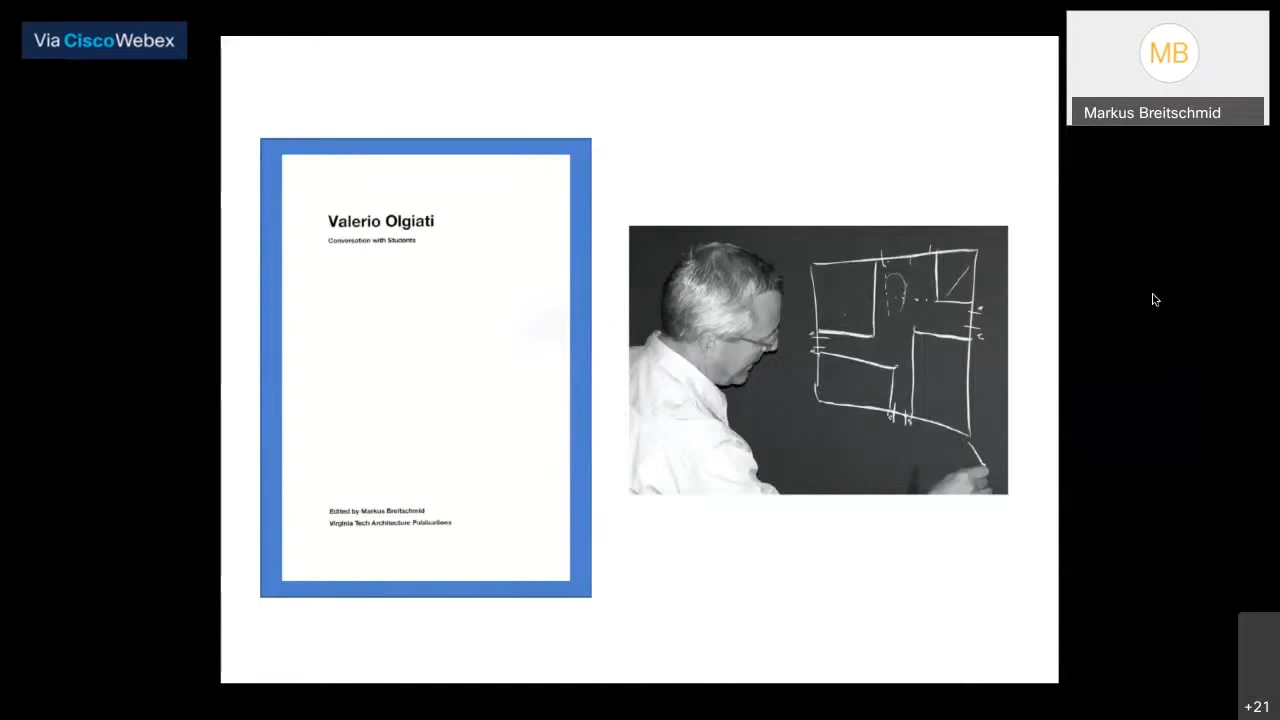 Via CiscoWebex
MB
Markus Breitschmid
Valerio Olgiati
Conversation with Students
Edited by Markus Breitschmid
Virginia Tech Architecture Publications
+21